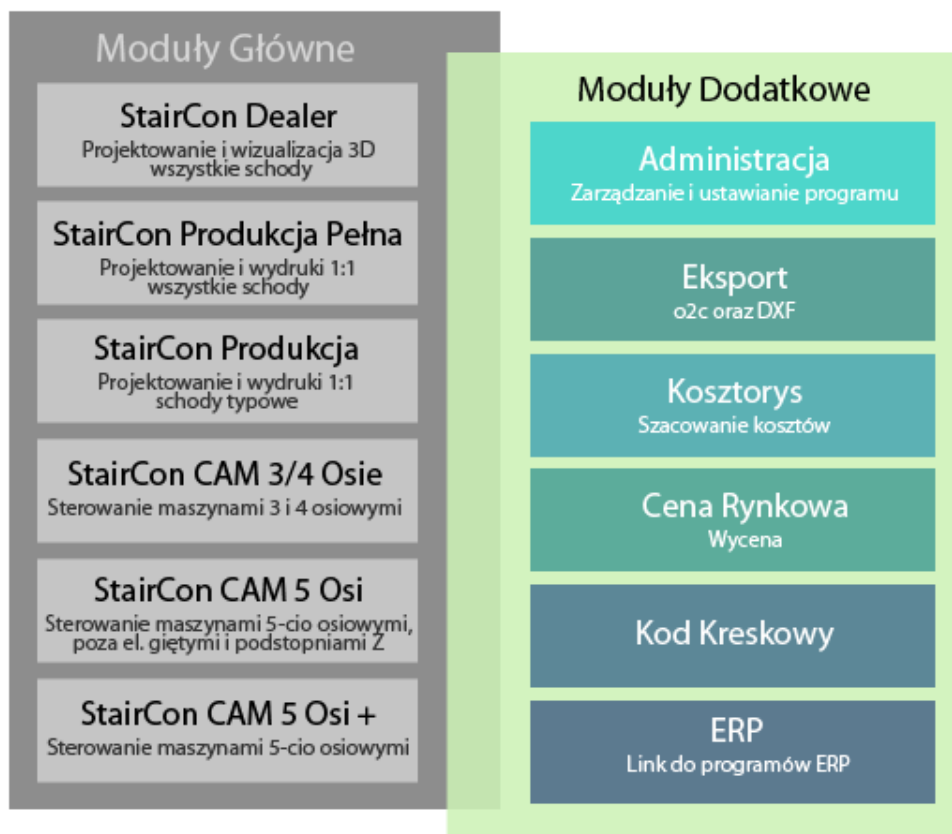 Moduły Główne
StairCon Dealer
Projektowanie i wizualizacja 3D
wszystkie schody
StairCon Produkcja Pełna
Projektowanie i wydruki 1:1
wszystkie schody
StairCon Produkcja
Projektowanie i wydruki 1:1
schody typowe
StairCon CAM 3/4 Osie
Sterowanie maszynami 3 i 4 osiowymi
StairCon CAM 5 Osi
Sterowanie maszynami 5-cio osiowymi,
poza el. giętymi i podstopniami Z
StairCon CAM 5 Osi +
Sterowanie maszynami 5-cio osiowymi
Moduły Dodatkowe
Administracja
Zarządzanie i ustawianie programu
Eksport
o2c oraz DXF
Kosztorys
Szacowanie kosztów
Cena Rynkowa
Wycena
Kod Kreskowy
ERP
Link do programów ERP